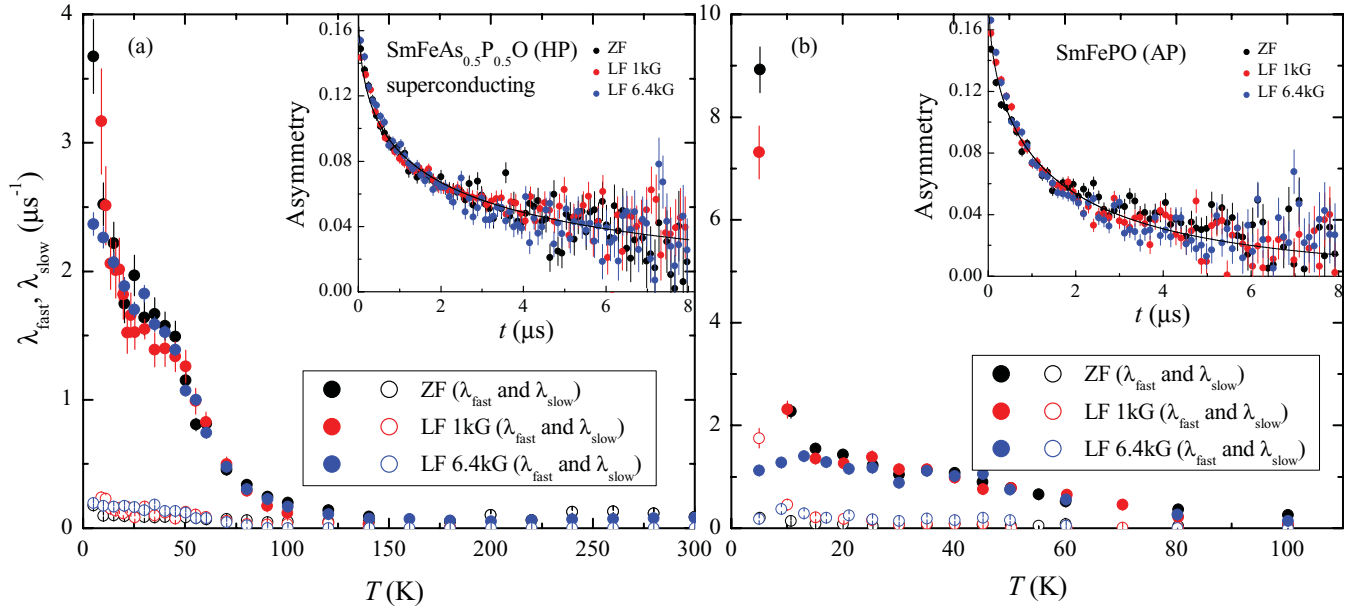 (a)
SmFeAs0.5P0.5O (HP)
superconducting
ZF
LF 1kG
LF 6.4kG
0.16
0.12
0.08
0.04
0.00
Asymmetry
0 2 4 6 8
t (μs)
4
3
2
1
0
λfast, λslow (μs⁻¹)
ZF (λfast and λslow)
LF 1kG (λfast and λslow)
LF 6.4kG (λfast and λslow)
0 50 100 150 200 250 300
T (K)
(b)
SmFePO (AP)
ZF
LF 1kG
LF 6.4kG
0.16
0.12
0.08
0.04
0.00
Asymmetry
0 2 4 6 8
t (μs)
10
8
6
4
2
0
ZF (λfast and λslow)
LF 1kG (λfast and λslow)
LF 6.4kG (λfast and λslow)
0 20 40 60 80 100
T (K)